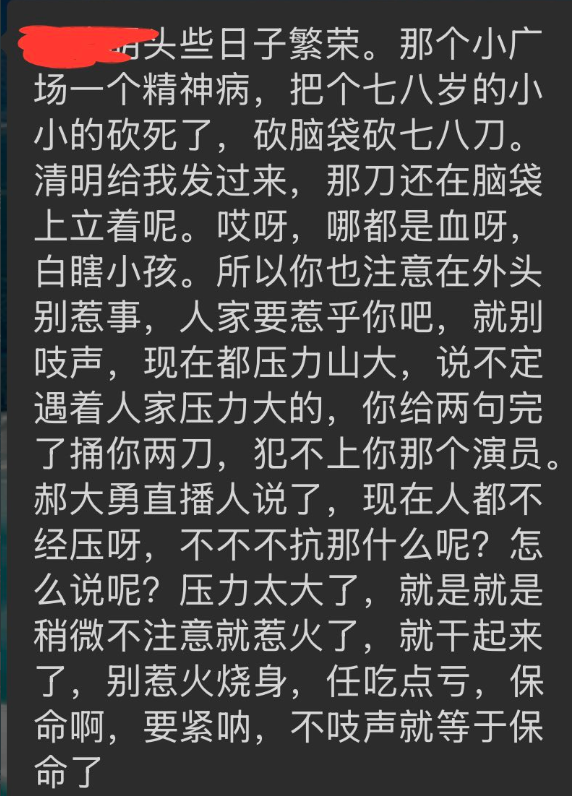 头些日子繁荣。那个小广
场一个精神病，把个七八岁的小
小的砍死了，砍脑袋砍七八刀。
清明给我发过来，那刀还在脑袋
上立着呢。哎呀，哪都是血呀，
白瞎小孩。所以你也注意在外头
别惹事，人家要惹乎你吧，就别
吱声，现在都压力山大，说不定
遇着人家压力大的，你给两句完
了捅你两刀，犯不上你那个演员。
郝大勇直播人说了，现在人都不
经压呀，不不不抗那什么呢？怎
么说呢？压力太大了，就是就是
稍微不注意就惹火了，就干起来
了，别惹火烧身，任吃点亏，保
命啊，要紧呐，不吱声就等于保
命了